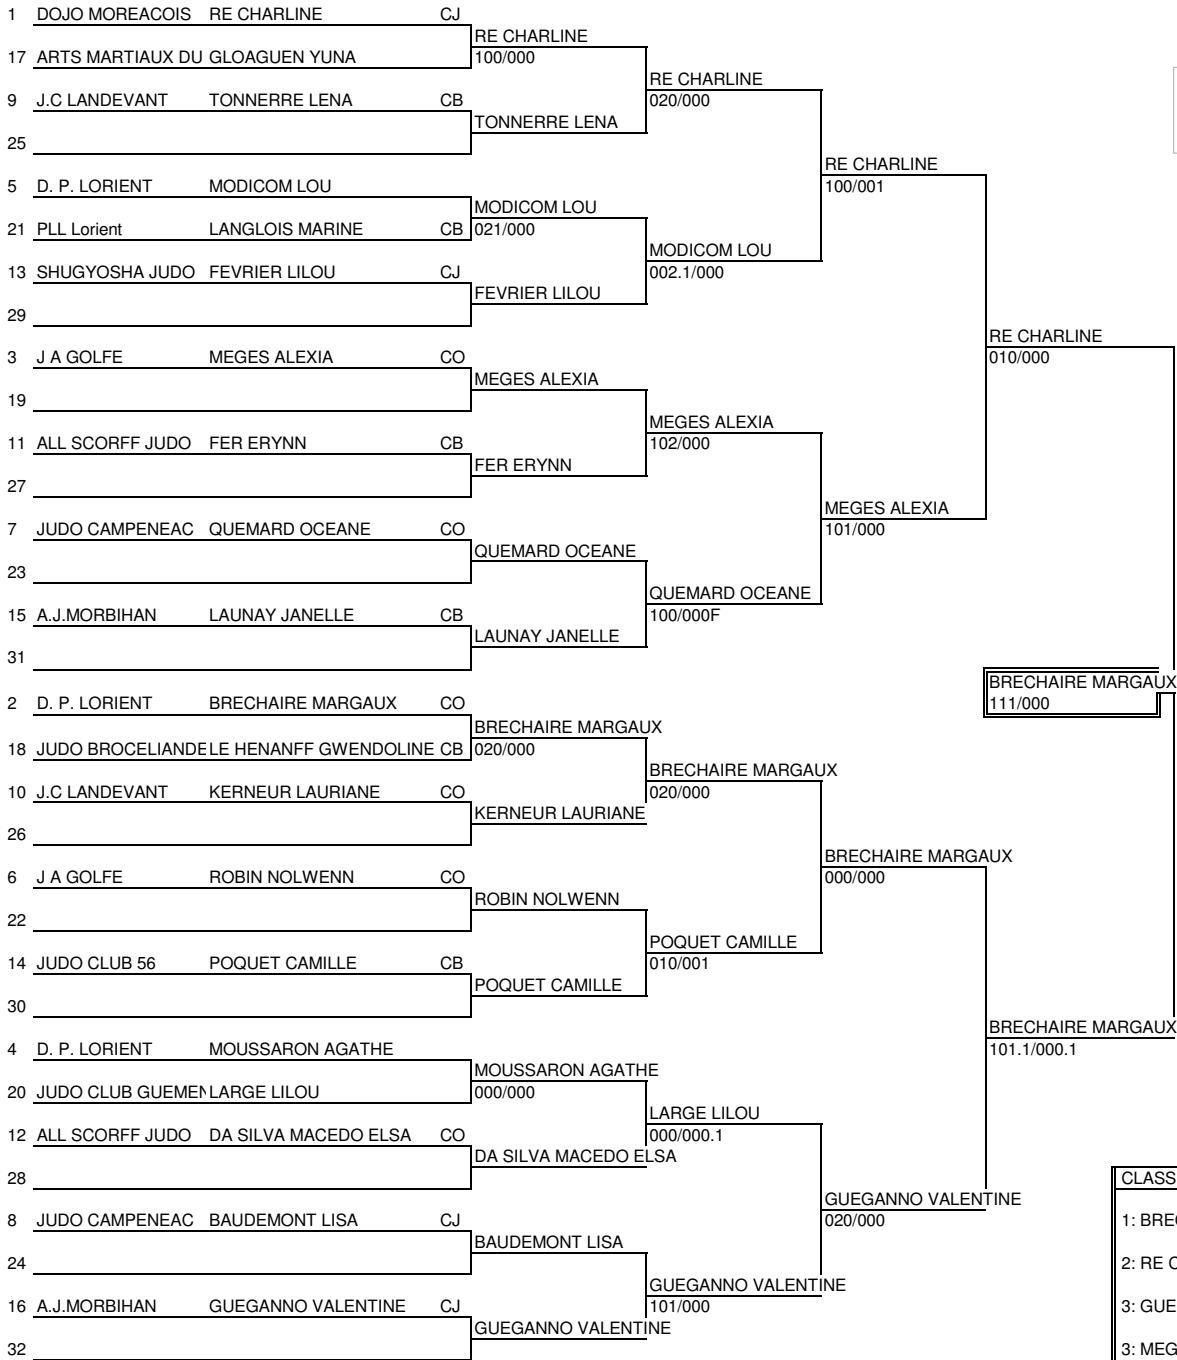 1 DOJO MOREACOIS RE CHARLINE CJ
RE CHARLINE
17 ARTS MARTIAUX DU GLOAGUEN YUNA
100/000
RE CHARLINE
9 J.C LANDEVANT TONNERRE LENA CB
020/000
TONNERRE LENA
25
RE CHARLINE
5 D. P. LORIENT MODICOM LOU
100/001
MODICOM LOU
21 PLL Lorient LANGLOIS MARINE CB
021/000
MODICOM LOU
13 SHUGYOSHA JUDO FEVRIER LILOU CJ
002.1/000
FEVRIER LILOU
29
RE CHARLINE
3 J A GOLFE MEGES ALEXIA CO
010/000
MEGES ALEXIA
19
MEGES ALEXIA
11 ALL SCORFF JUDO FER ERYNN CB
102/000
FER ERYNN
27
MEGES ALEXIA
7 JUDO CAMPENEAC QUEMARD OCEANE CO
101/000
QUEMARD OCEANE
23
QUEMARD OCEANE
15 A.J.MORBIHAN LAUNAY JANELLE CB
100/000F
LAUNAY JANELLE
31
BRECHAIRE MARGAUX
2 D. P. LORIENT BRECHAIRE MARGAUX CO
111/000
BRECHAIRE MARGAUX
18 JUDO BROCELIANDE LE HENANFF GWENDOLINE CB
020/000
BRECHAIRE MARGAUX
10 J.C LANDEVANT KERNEUR LAURIANE CO
020/000
KERNEUR LAURIANE
26
BRECHAIRE MARGAUX
6 J A GOLFE ROBIN NOLWENN CO
000/000
ROBIN NOLWENN
22
POQUET CAMILLE
14 JUDO CLUB 56 POQUET CAMILLE CB
010/001
POQUET CAMILLE
30
BRECHAIRE MARGAUX
4 D. P. LORIENT MOUSSARON AGATHE
101.1/000.1
MOUSSARON AGATHE
20 JUDO CLUB GUEMEN LARGE LILOU
000/000
LARGE LILOU
12 ALL SCORFF JUDO DA SILVA MACEDO ELSA CO
000/000.1
DA SILVA MACEDO ELSA
28
CLASS
GUEGANNO VALENTINE
8 JUDO CAMPENEAC BAUDEMONT LISA CJ
020/000
1: BRE
BAUDEMONT LISA
24
2: RE C
GUEGANNO VALENTINE
16 A.J.MORBIHAN GUEGANNO VALENTINE CJ
101/000
3: GUE
GUEGANNO VALENTINE
32
3: MEG